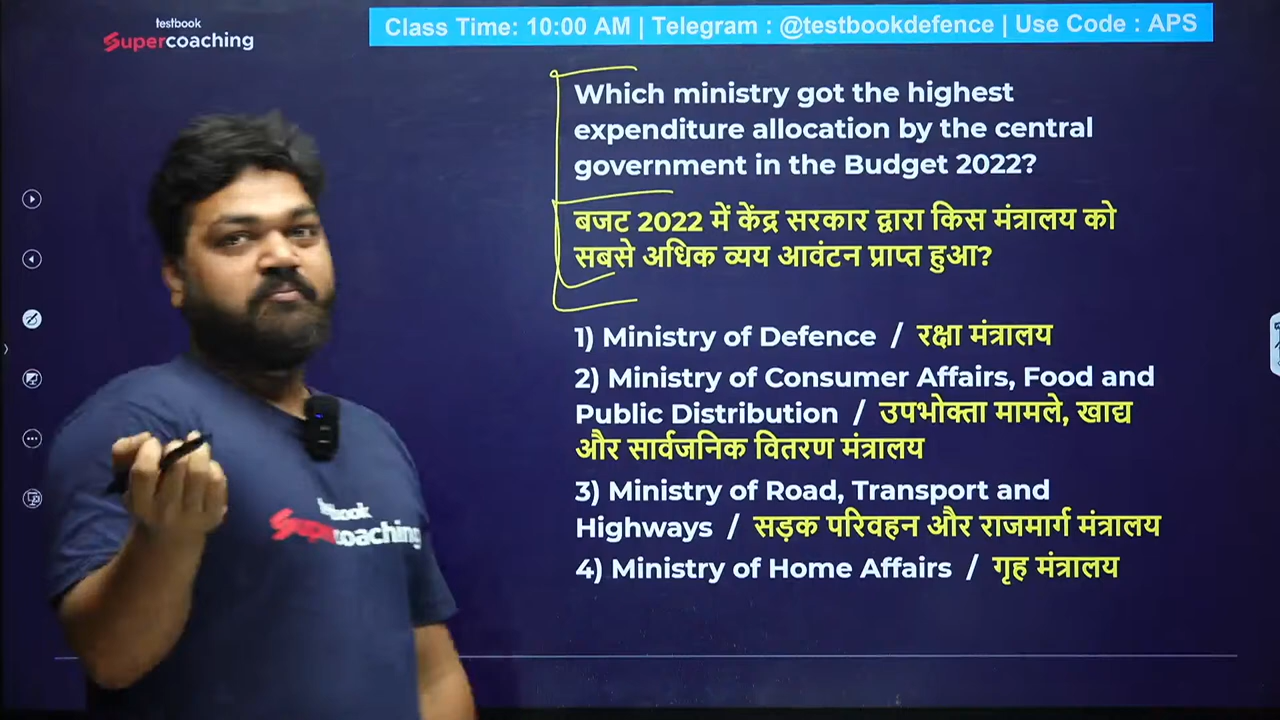 testbook
Supercoaching
Class Time: 10:00 AM | Telegram : @testbookdefence | Use Code : APS
Which ministry got the highest
expenditure allocation by the central
government in the Budget 2022?
बजट 2022 में केंद्र सरकार द्वारा किस मंत्रालय को
सबसे अधिक व्यय आवंटन प्राप्त हुआ?
1) Ministry of Defence / रक्षा मंत्रालय
2) Ministry of Consumer Affairs, Food and
Public Distribution / उपभोक्ता मामले, खाद्य
और सार्वजनिक वितरण मंत्रालय
3) Ministry of Road, Transport and
Highways / सड़क परिवहन और राजमार्ग मंत्रालय
4) Ministry of Home Affairs / गृह मंत्रालय
testbook
Supercoaching